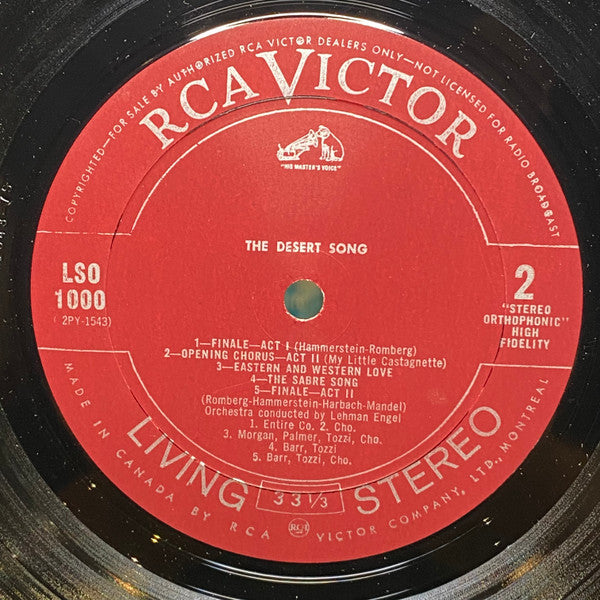 COPYRIGHTED—FOR SALE BY AUTHORIZED RCA VICTOR DEALERS ONLY—NOT LICENSED FOR RADIO BROADCAST
RCA VICTOR
"HIS MASTER'S VOICE"
THE DESERT SONG
LSO
1000
( 2PY-1543)
2
"STEREO
ORTHOPHONIC"
HIGH
FIDELITY
1—FINALE—ACT I (Hammerstein-Romberg)
2—OPENING CHORUS—ACT II (My Little Castagnette)
3—EASTERN AND WESTERN LOVE
4—THE SABRE SONG
5—FINALE—ACT II
(Romberg-Hammerstein-Harbach-Mandel)
Orchestra conducted by Lehman Engel
1. Entire Co. 2. Cho.
3. Morgan, Palmer, Tozzi, Cho.
4. Barr, Tozzi
5. Barr, Tozzi, Cho.
LIVING 33 1/3 STEREO
MADE IN CANADA BY RCA RCA VICTOR COMPANY, LTD., MONTREAL